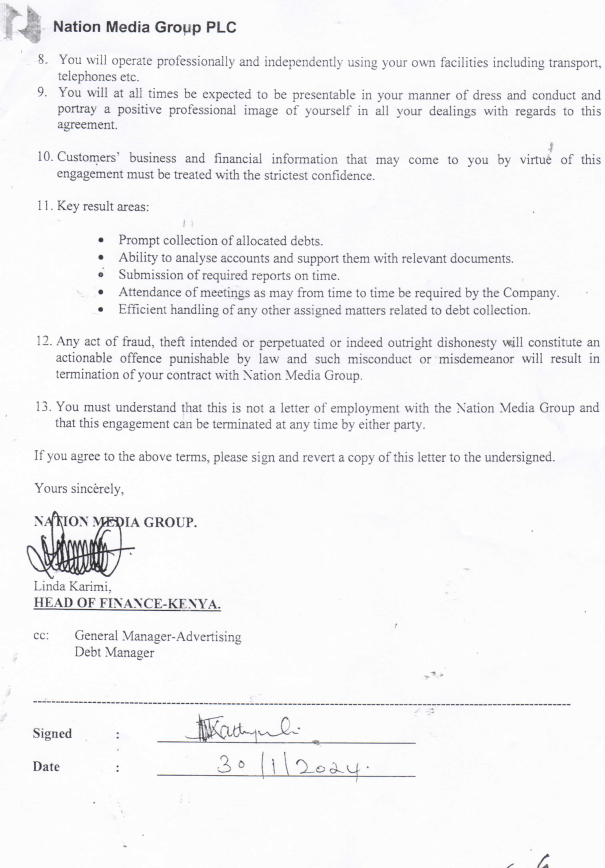 Nation Media Group PLC
8. You will operate professionally and independently using your own facilities including transport,
telephones etc.
9. You will at all times be expected to be presentable in your manner of dress and conduct and
portray a positive professional image of yourself in all your dealings with regards to this
agreement.
10. Customers' business and financial information that may come to you by virtue of this
engagement must be treated with the strictest confidence.
11. Key result areas:
• Prompt collection of allocated debts.
• Ability to analyse accounts and support them with relevant documents.
• Submission of required reports on time.
• Attendance of meetings as may from time to time be required by the Company.
• Efficient handling of any other assigned matters related to debt collection.
12. Any act of fraud, theft intended or perpetuated or indeed outright dishonesty will constitute an
actionable offence punishable by law and such misconduct or misdemeanor will result in
termination of your contract with Nation Media Group.
13. You must understand that this is not a letter of employment with the Nation Media Group and
that this engagement can be terminated at any time by either party.
If you agree to the above terms, please sign and revert a copy of this letter to the undersigned.
Yours sincerely,
NATION MEDIA GROUP.
Linda Karimi,
HEAD OF FINANCE-KENYA.
cc: General Manager-Advertising
Debt Manager
Signed :
Date : 30/1/2024.